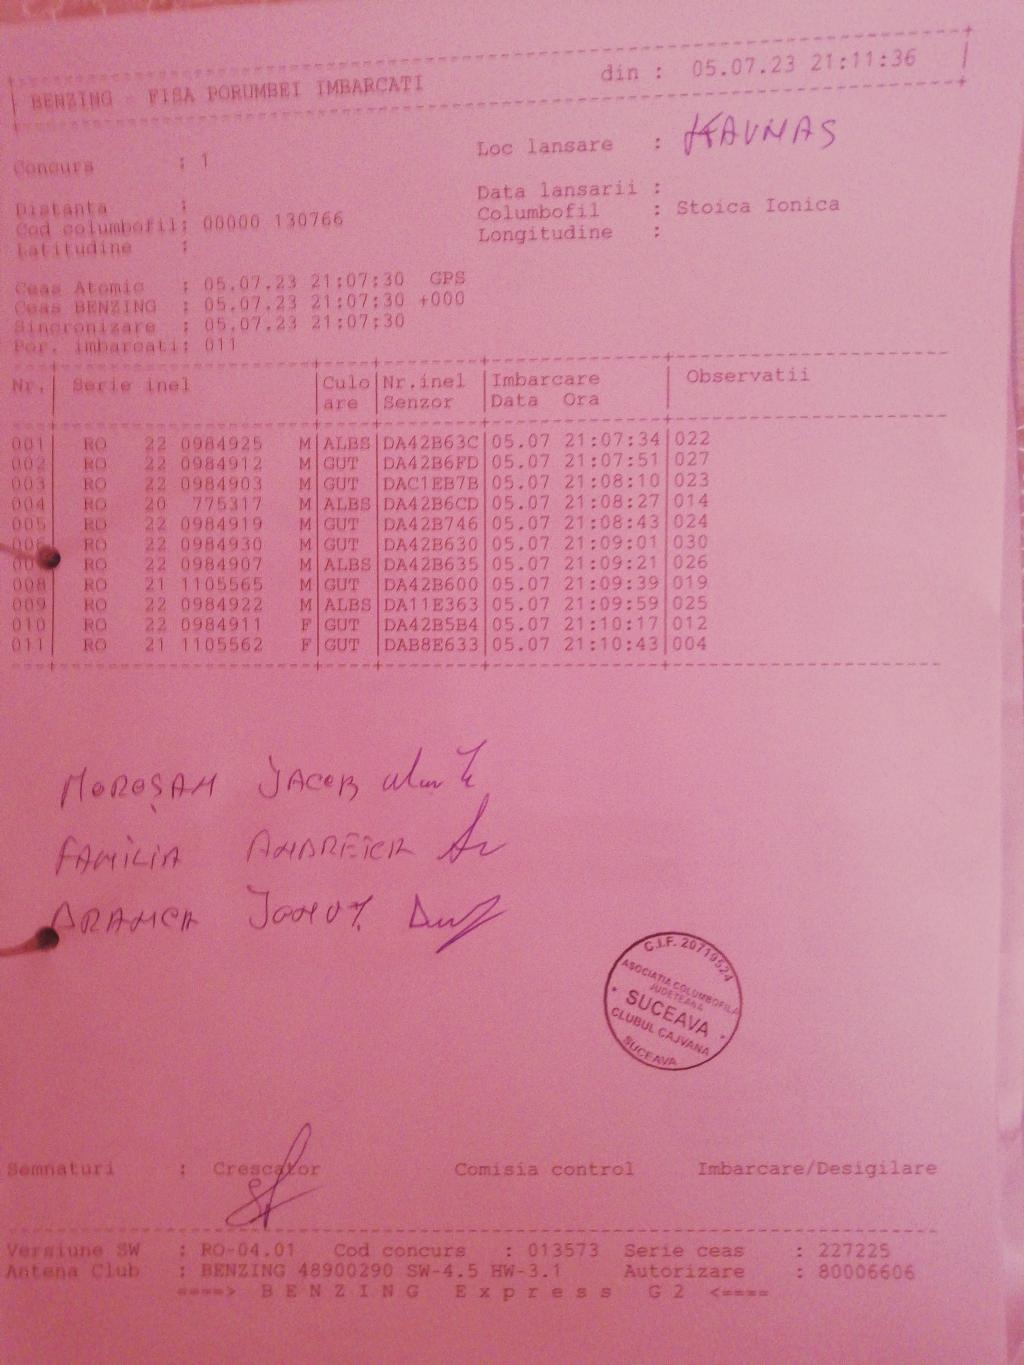 BENZING - FISA PORUMBEI IMBARCATI din : 05.07.23 21:11:36
Concurs : 1 Loc lansare : KAUNAS
Data lansarii :
Distanta :
Cod columbofil: 00000 130766 Columbofil : Stoica Ionica
Latitudine : Longitudine :
Ceas Atomic : 05.07.23 21:07:30 GPS
Ceas BENZING : 05.07.23 21:07:30 +000
Sincronizare : 05.07.23 21:07:30
Por. imbarcati: 011
Nr. Serie inel Culo Nr.inel Imbarcare Observatii
are Senzor Data Ora
001 RO 22 0984925 M ALBS DA42B63C 05.07 21:07:34 022
002 RO 22 0984912 M GUT DA42B6FD 05.07 21:07:51 027
003 RO 22 0984903 M GUT DAC1EB7B 05.07 21:08:10 023
004 RO 20 775317 M ALBS DA42B6CD 05.07 21:08:27 014
005 RO 22 0984919 M GUT DA42B746 05.07 21:08:43 024
006 RO 22 0984930 M GUT DA42B630 05.07 21:09:01 030
00 RO 22 0984907 M ALBS DA42B635 05.07 21:09:21 026
008 RO 21 1105565 M GUT DA42B600 05.07 21:09:39 019
009 RO 22 0984922 M ALBS DA11E363 05.07 21:09:59 025
010 RO 22 0984911 F GUT DA42B5B4 05.07 21:10:17 012
011 RO 21 1105562 F GUT DAB8E633 05.07 21:10:43 004
MOROȘAN IACOB
FAMILIA ANDREICA
IONUȚ
C.I.F. 20719524
ASOCIATIA COLUMBOFILA
JUDETEANA
SUCEAVA
CLUBUL CAJVANA
SUCEAVA
Semnaturi : Crescator Comisia control Imbarcare/Desigilare
Versiune SW : RO-04.01 Cod concurs : 013573 Serie ceas : 227225
Antena Club : BENZING 48900290 SW-4.5 HW-3.1 Autorizare : 80006606
====> B E N Z I N G E x p r e s s G 2 <====